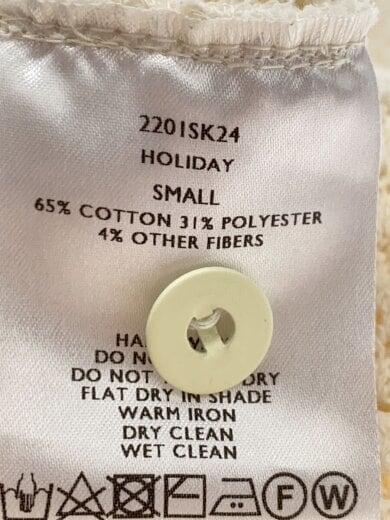 2201SK24
HOLIDAY
SMALL
65% COTTON 31% POLYESTER
4% OTHER FIBERS
DO
DO NOT DRY
FLAT DRY IN SHADE
WARM IRON
DRY CLEAN
WET CLEAN
F W